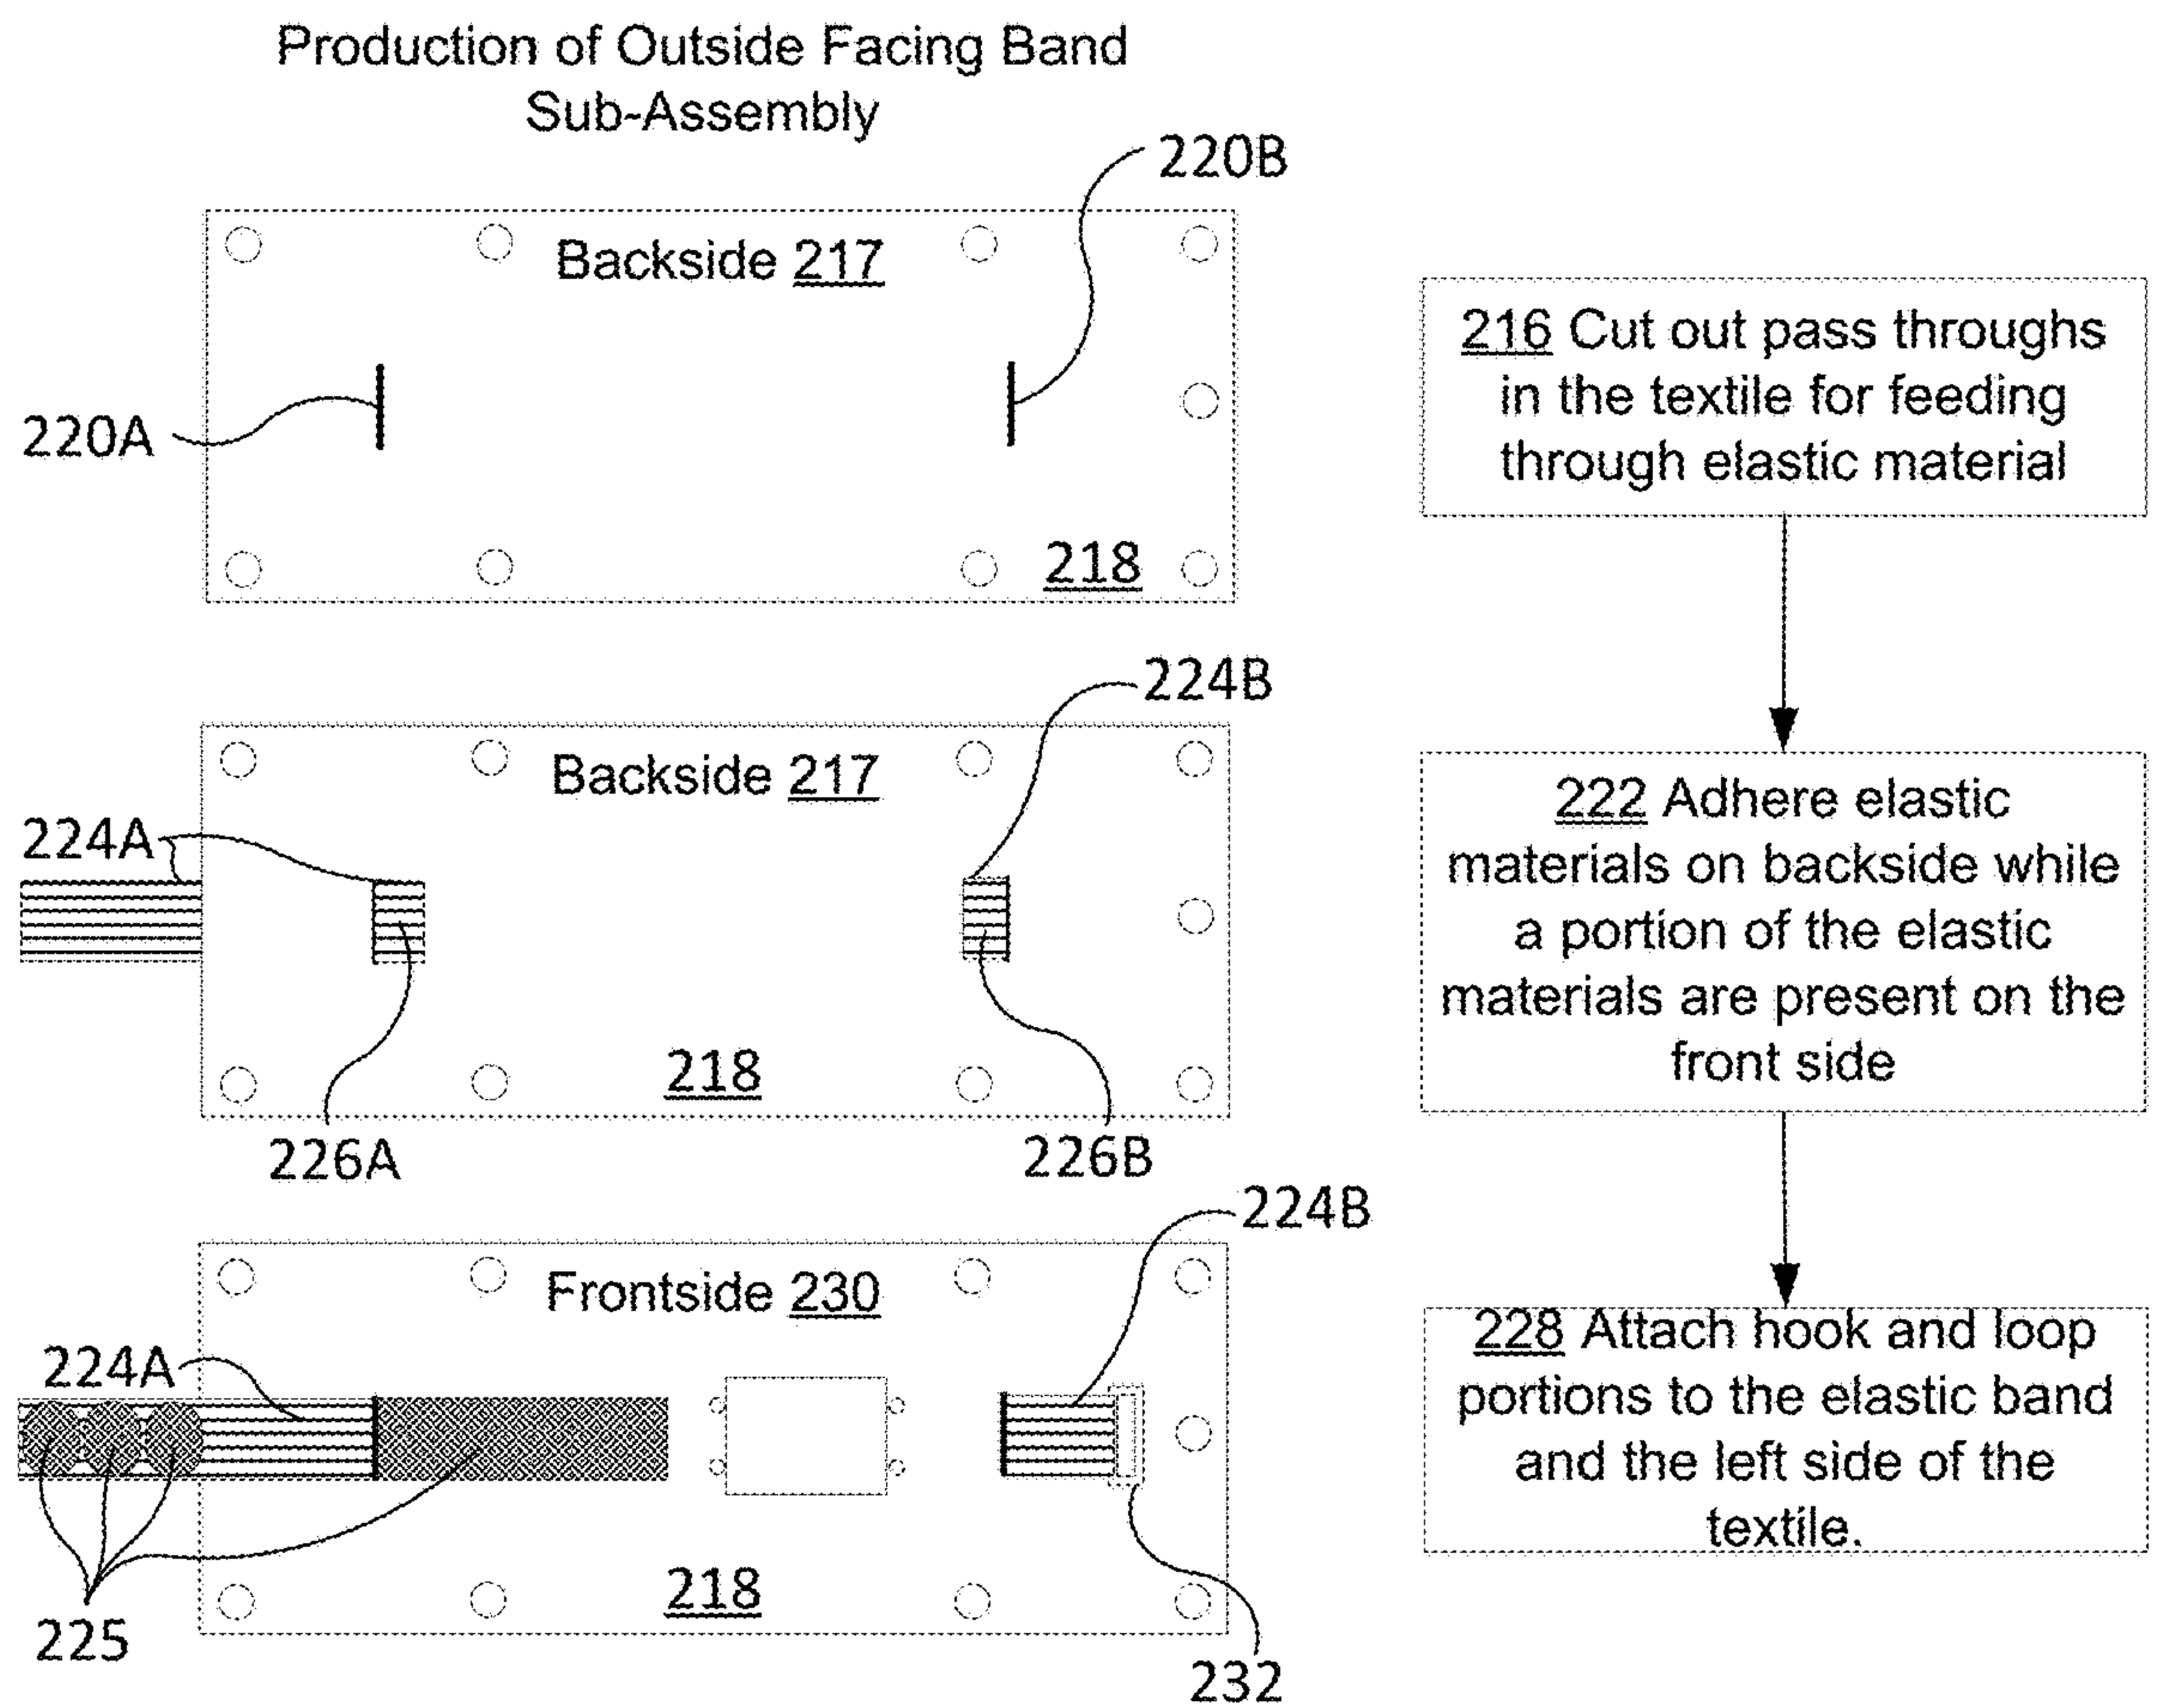 Production of Outside Facing Band
Sub-Assembly
220B
Backside 217
220A
218
216 Cut out pass throughs
in the textile for feeding
through elastic material
224B
Backside 217
224A
218
226A
226B
222 Adhere elastic
materials on backside while
a portion of the elastic
materials are present on the
front side
224B
Frontside 230
224A
218
225
232
228 Attach hook and loop
portions to the elastic band
and the left side of the
textile.